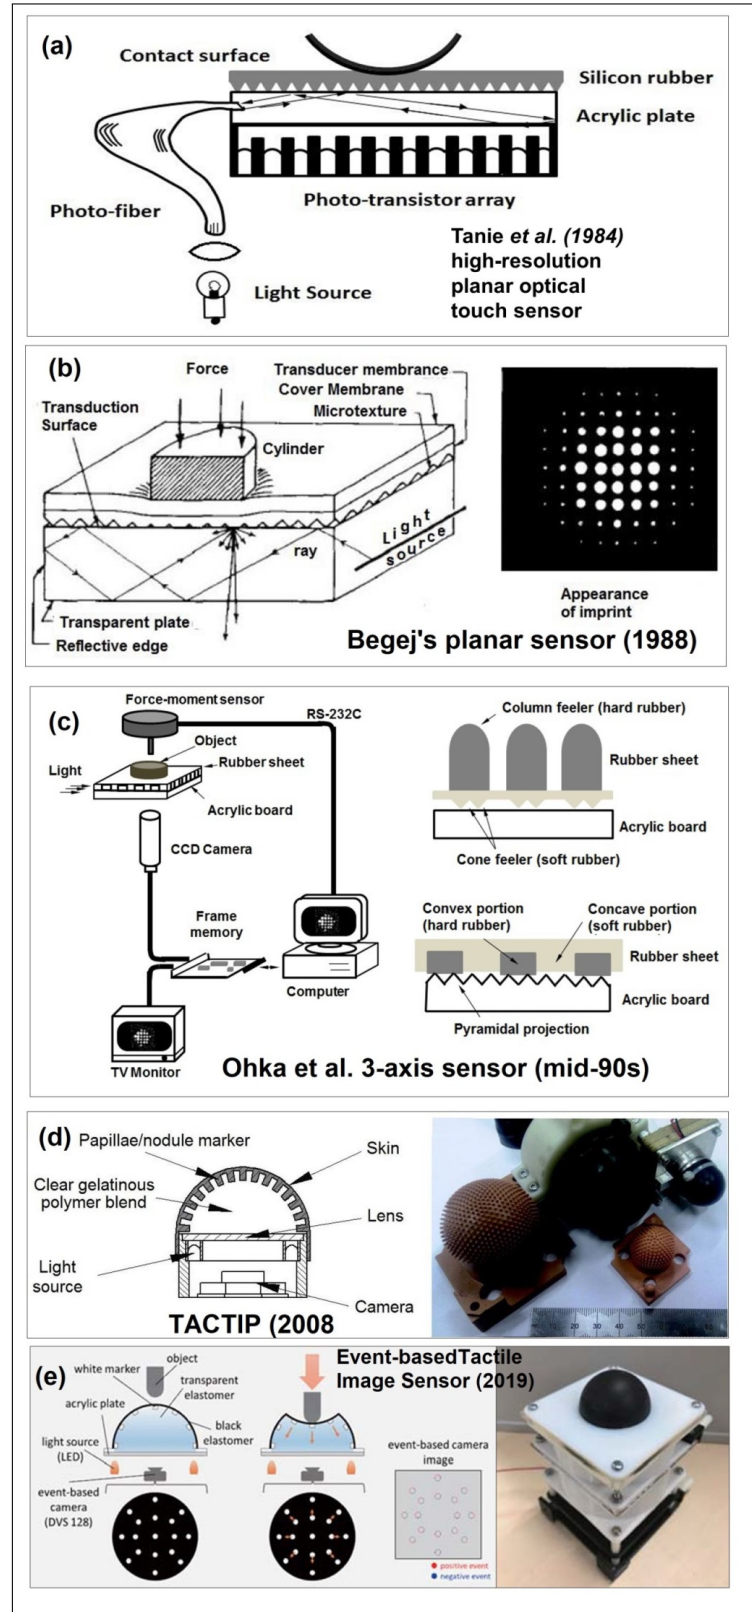 (a)
Contact surface
Silicon rubber
Acrylic plate
Photo-fiber
Photo-transistor array
Light Source
Tanie et al. (1984)
high-resolution
planar optical
touch sensor
(b)
Force
Transducer membrance
Cover Membrane
Microtexture
Transduction
Surface
Cylinder
ray
Light
source
Transparent plate
Reflective edge
Appearance
of imprint
Begej's planar sensor (1988)
(c)
Force-moment sensor
RS-232C
Object
Rubber sheet
Light
Acrylic board
CCD Camera
Frame
memory
Computer
TV Monitor
Column feeler (hard rubber)
Rubber sheet
Acrylic board
Cone feeler (soft rubber)
Convex portion
(hard rubber)
Concave portion
(soft rubber)
Rubber sheet
Acrylic board
Pyramidal projection
Ohka et al. 3-axis sensor (mid-90s)
(d)
Papillae/nodule marker
Skin
Clear gelatinous
polymer blend
Lens
Light
source
Camera
TACTIP (2008
(e)
Event-basedTactile
Image Sensor (2019)
object
white marker
transparent
elastomer
acrylic plate
black
elastomer
light source
(LED)
event-based
camera
(DVS 128)
event-based camera
image
positive event
negative event